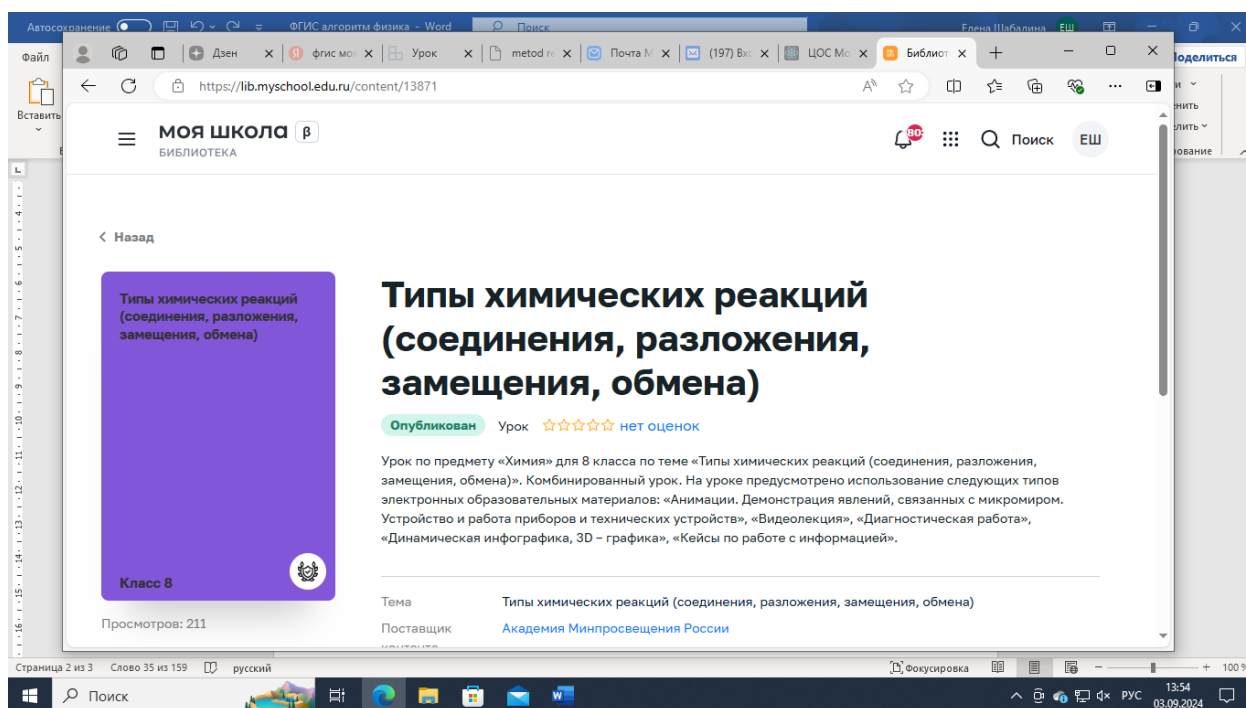 Автосохранение
ФГИС алгоритм физика - Word
Поиск
Елена Шабалина
ЕШ
Файл
Вставить
Дзен
фгис мо
Урок
metod re
Почта М
(197) Вхо
ЦОС Мо
Библиот
https://lib.myschool.edu.ru/content/13871
моя школа β
БИБЛИОТЕКА
80
Поиск
ЕШ
Назад
Типы химических реакций
(соединения, разложения,
замещения, обмена)
Класс 8
Просмотров: 211
Типы химических реакций
(соединения, разложения,
замещения, обмена)
Опубликован Урок нет оценок
Урок по предмету «Химия» для 8 класса по теме «Типы химических реакций (соединения, разложения,
замещения, обмена)». Комбинированный урок. На уроке предусмотрено использование следующих типов
электронных образовательных материалов: «Анимации. Демонстрация явлений, связанных с микромиром.
Устройство и работа приборов и технических устройств», «Видеолекция», «Диагностическая работа»,
«Динамическая инфографика, 3D – графика», «Кейсы по работе с информацией».
Тема Типы химических реакций (соединения, разложения, замещения, обмена)
Поставщик Академия Минпросвещения России
Страница 2 из 3 Слово 35 из 159 русский
Фокусировка
100 %
Поиск
РУС
13:54
03.09.2024